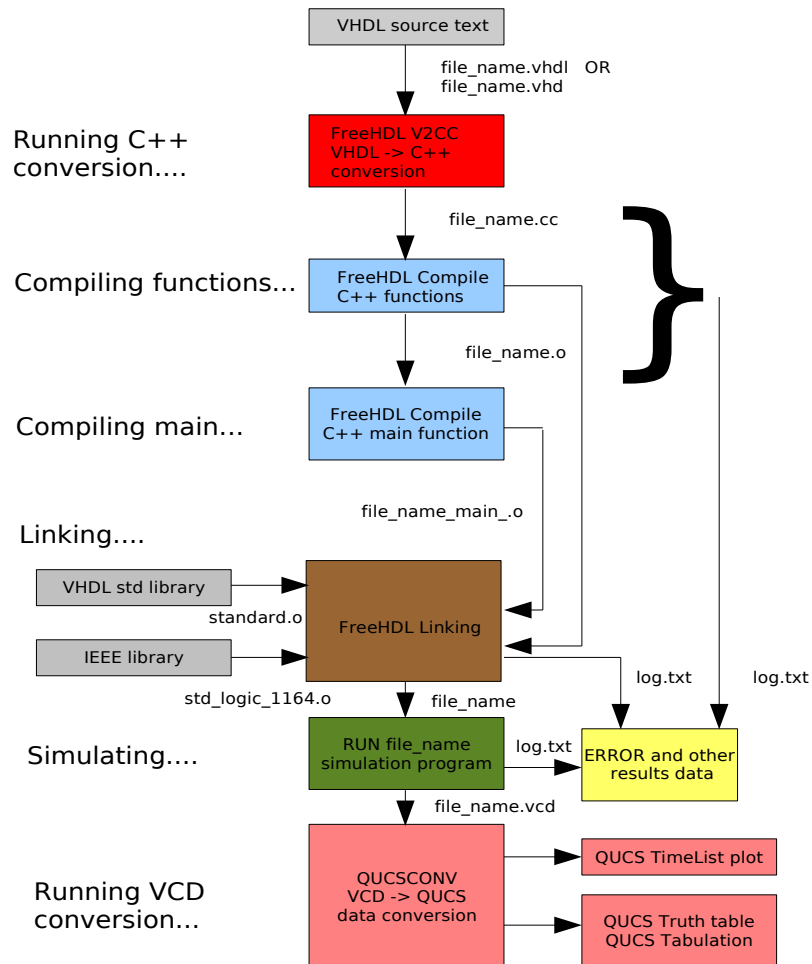 VHDL source text
file_name.vhdl OR
file_name.vhd
Running C++
conversion....
FreeHDL V2CC
VHDL -> C++
conversion
file_name.cc
}
Compiling functions...
FreeHDL Compile
C++ functions
file_name.o
Compiling main...
FreeHDL Compile
C++ main function
file_name_main_.o
Linking....
VHDL std library
standard.o
FreeHDL Linking
IEEE library
std_logic_1164.o
file_name
log.txt
log.txt
Simulating....
RUN file_name
simulation program
log.txt
ERROR and other
results data
file_name.vcd
Running VCD
conversion...
QUCSCONV
VCD -> QUCS
data conversion
QUCS TimeList plot
QUCS Truth table
QUCS Tabulation